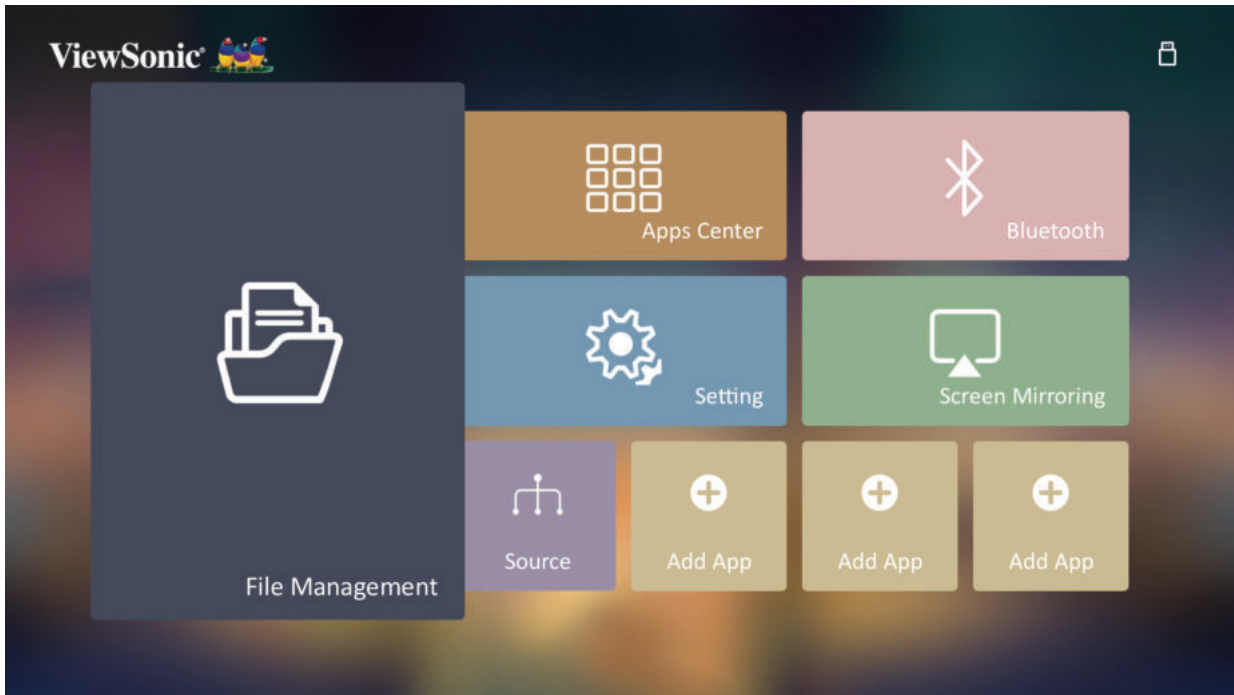 ViewSonic®
Apps Center
Bluetooth
Setting
Screen Mirroring
Source
Add App
Add App
Add App
File Management